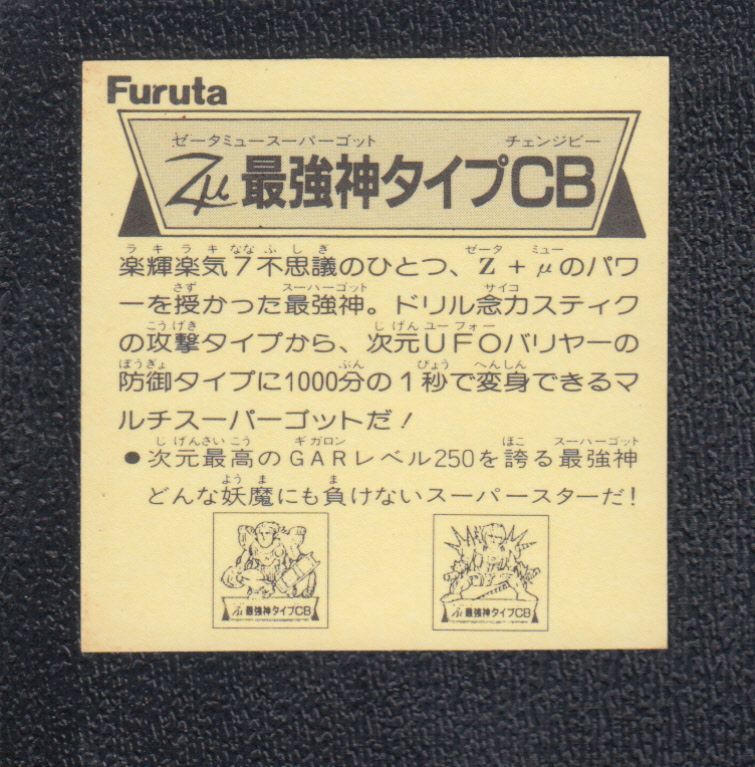 Furuta
ゼータミュースーパーゴット チェンジビー
Zμ最強神タイプCB
ラキラキ なな ふしぎ ゼータ ミュー
楽輝楽気7不思議のひとつ、Z+μのパワ
さず スーパーゴット サイコ
ーを授かった最強神。ドリル念力スティク
こうげき じげんユーフォー
の攻撃タイプから、次元UFOバリヤーの
ぼうぎょ ぶん びょう へんしん
防御タイプに1000分の1秒で変身できるマ
ルチスーパーゴットだ!
じげんさいこう ギガロン ほこ スーパーゴット
●次元最高のGARレベル250を誇る最強神
ようま ま
どんな妖魔にも負けないスーパースターだ!
Zμ最強神タイプCB
Zμ最強神タイプCB